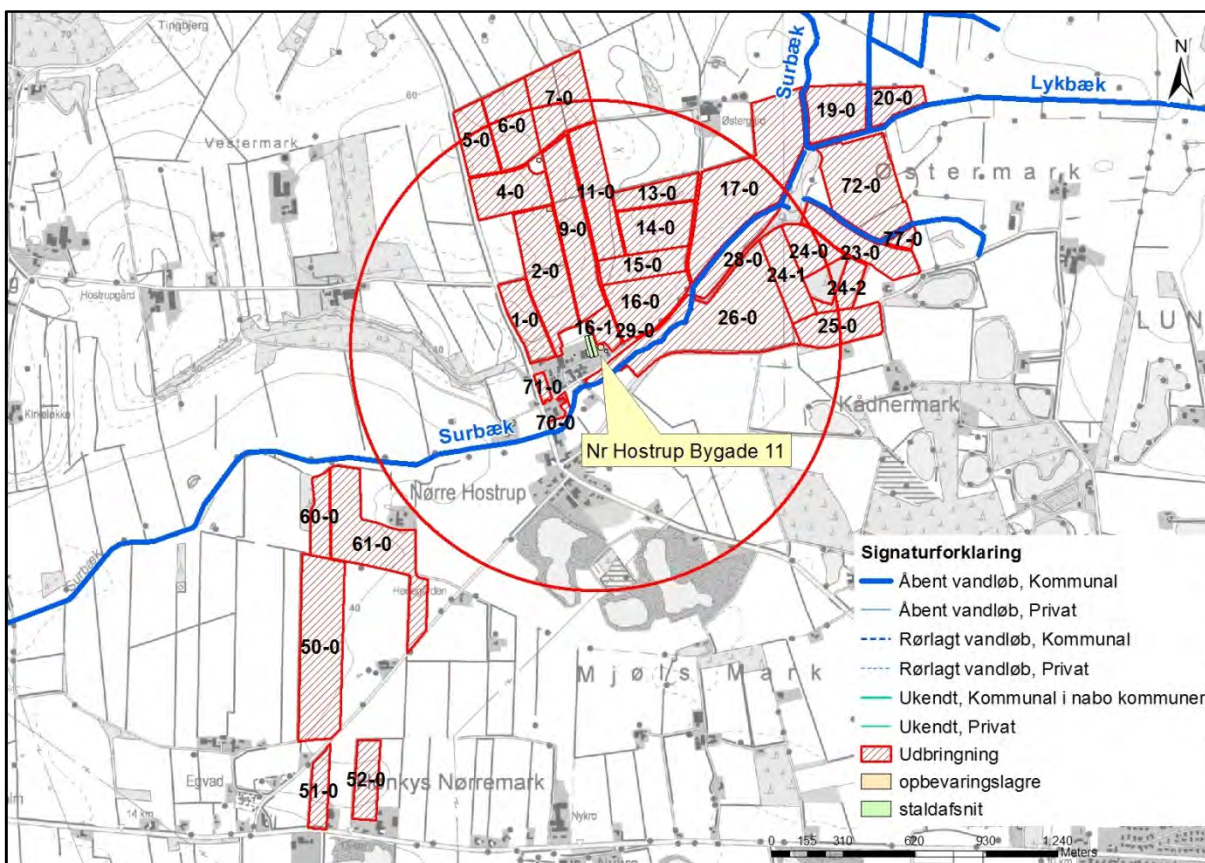 Tingbjerg
N
Surbæk
Lykbæk
7-0
6-0
5-0
19-0
20-0
Østergård
Vestermark
Østermark
4-0
11-0
13-0
17-0
72-0
9-0
14-0
2-0
15-0
28-0
24-0
23-0
77-0
24-1
24-2
Hostrupgård
1-0
16-0
16-1
29-0
26-0
25-0
LUN
71-0
70-0
Kirkeløkke
Kådnermark
Surbæk
Nr Hostrup Bygade 11
Nørre Hostrup
60-0
61-0
Surbæk
40
50-0
Mjøls Mark
Egvad
51-0
52-0
Nørremark
Nykro
14 km
Signaturforklaring
Åbent vandløb, Kommunal
Åbent vandløb, Privat
Rørlagt vandløb, Kommunal
Rørlagt vandløb, Privat
Ukendt, Kommunal i nabo kommuner
Ukendt, Privat
Udbringning
opbevaringslagre
staldafsnit
0 155 310 620 930 1.240
Meters